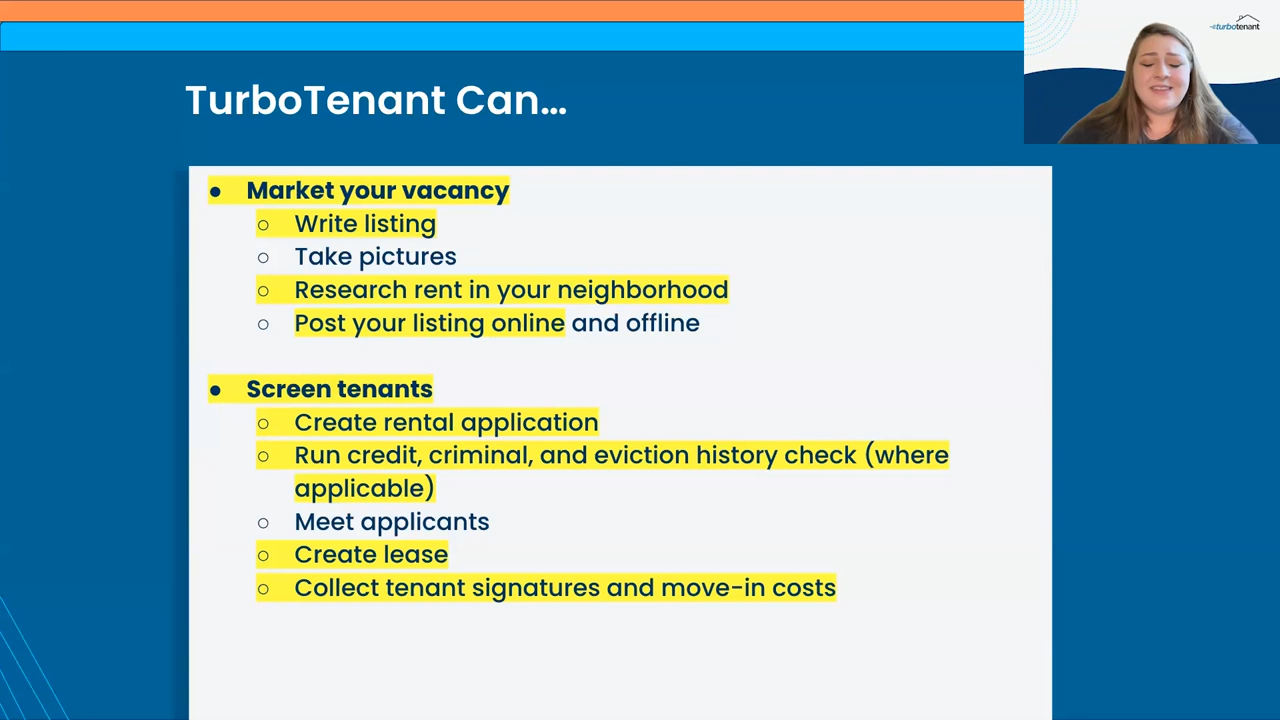 TurboTenant Can…
turbotenant
● Market your vacancy
○ Write listing
○ Take pictures
○ Research rent in your neighborhood
○ Post your listing online and offline
● Screen tenants
○ Create rental application
○ Run credit, criminal, and eviction history check (where
applicable)
○ Meet applicants
○ Create lease
○ Collect tenant signatures and move-in costs